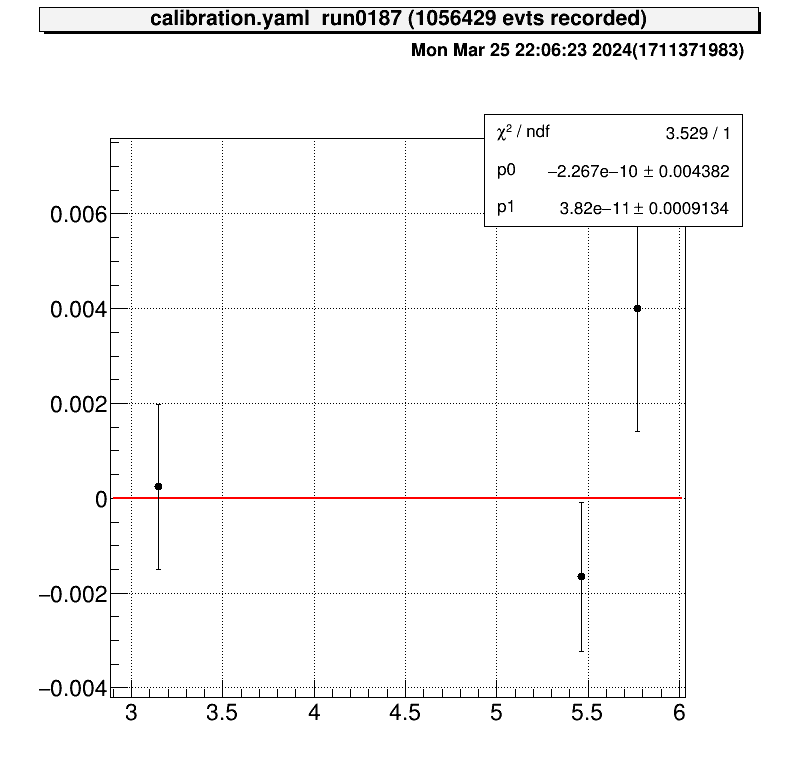 calibration.yaml run0187 (1056429 evts recorded)
Mon Mar 25 22:06:23 2024(1711371983)
χ² / ndf 3.529 / 1
p0 −2.267e−10 ± 0.004382
p1 3.82e−11 ± 0.0009134
0.006
0.004
0.002
0
−0.002
−0.004
3 3.5 4 4.5 5 5.5 6